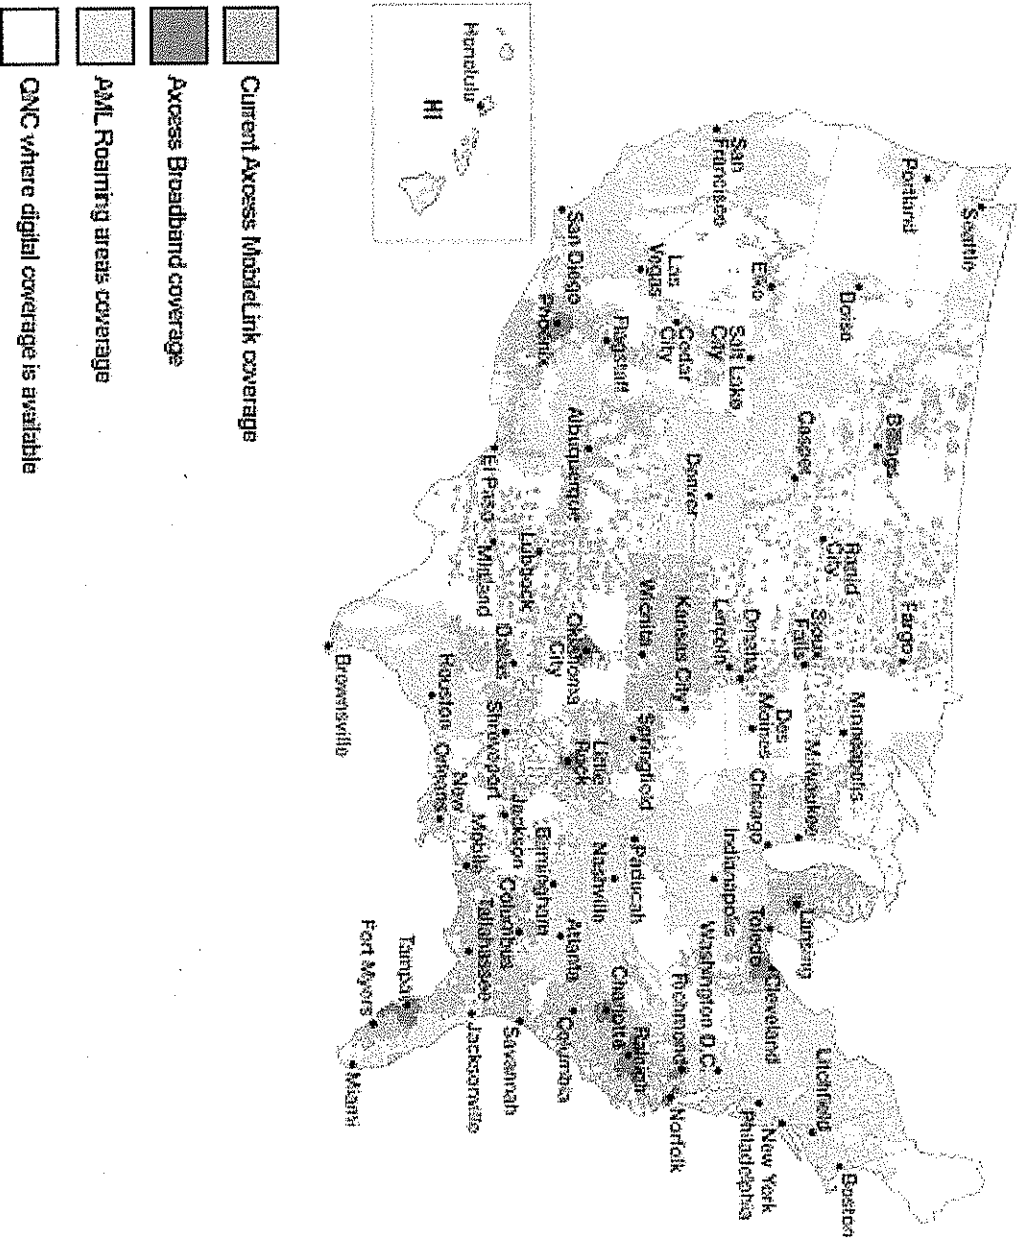 Seattle
Portland
Boise
Billings
Fargo
Minneapolis
Rapid
City
Sioux
Falls
Casper
Elko
Salt Lake
City
San
Francisco
Las
Vegas
Cedar
City
Flagstaff
San Diego
Phoenix
Albuquerque
Denver
Lincoln
Omaha
Des
Moines
Milwaukee
Chicago
Lansing
Toledo
Cleveland
Litchfield
Boston
New York
Philadelphia
Washington D.C.
Richmond
Norfolk
Indianapolis
Kansas City
Wichita
Springfield
Paducah
Nashville
Raleigh
Charlotte
Columbia
Oklahoma
City
Little
Rock
Birmingham
Atlanta
Lubbock
El Paso
Midland
Dallas
Shreveport
Jackson
Columbus
Savannah
Mobile
Tallahassee
Jacksonville
Houston
New
Orleans
Brownsville
Tampa
Fort Myers
Miami
Honolulu
HI
Current Axcess MobileLink coverage
Axcess Broadband coverage
AML Roaming areas coverage
QNC where digital coverage is available